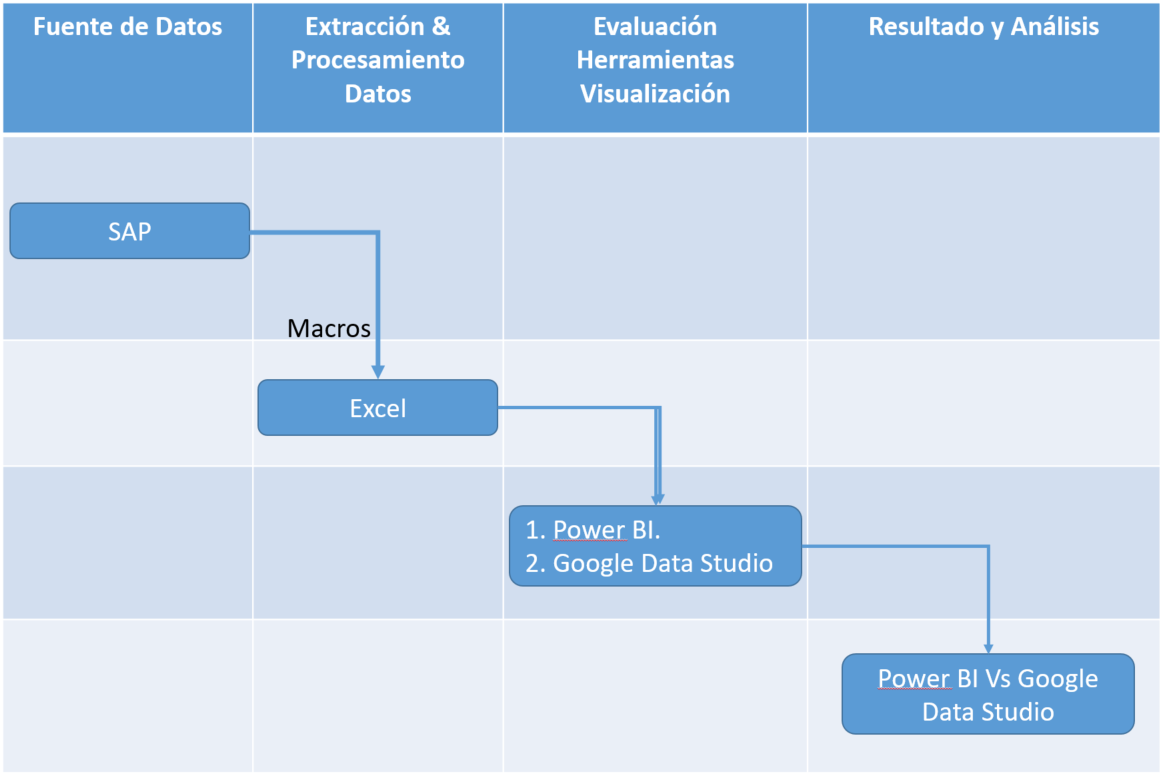 Fuente de Datos
Extracción &
Procesamiento
Datos
Evaluación
Herramientas
Visualización
Resultado y Análisis
SAP
Macros
Excel
1. Power BI.
2. Google Data Studio
Power BI Vs Google
Data Studio